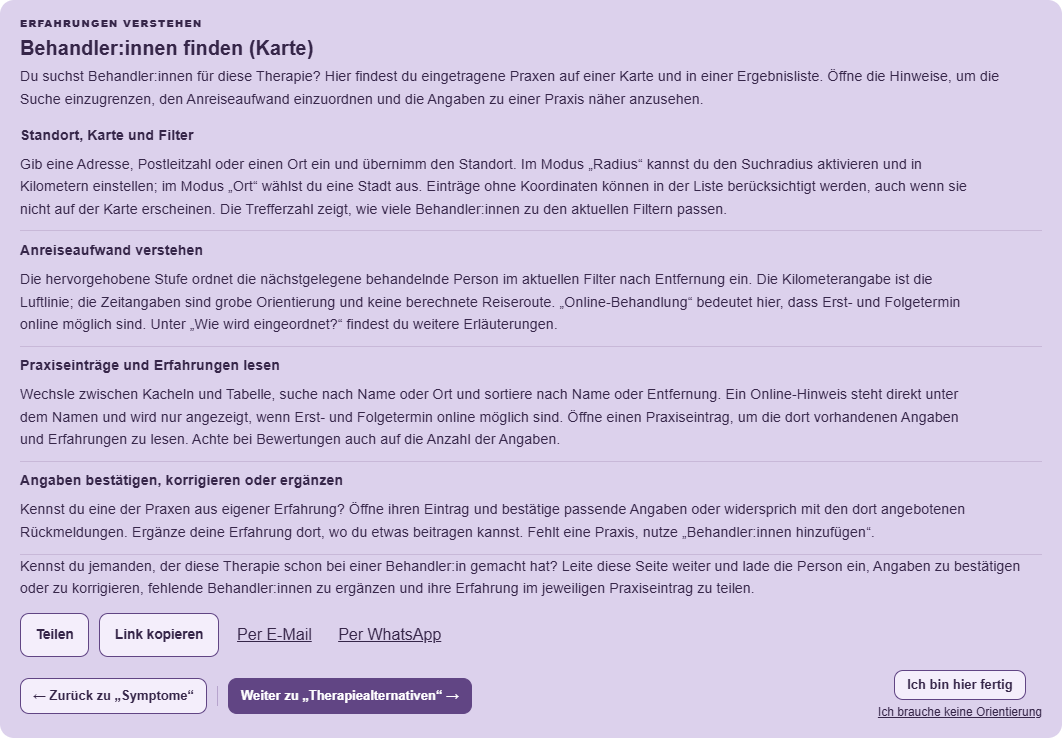 ERFAHRUNGEN VERSTEHEN
Behandler:innen finden (Karte)
Du suchst Behandler:innen für diese Therapie? Hier findest du eingetragene Praxen auf einer Karte und in einer Ergebnisliste. Öffne die Hinweise, um die
Suche einzugrenzen, den Anreiseaufwand einzuordnen und die Angaben zu einer Praxis näher anzusehen.
Standort, Karte und Filter
Gib eine Adresse, Postleitzahl oder einen Ort ein und übernimm den Standort. Im Modus „Radius“ kannst du den Suchradius aktivieren und in
Kilometern einstellen; im Modus „Ort“ wählst du eine Stadt aus. Einträge ohne Koordinaten können in der Liste berücksichtigt werden, auch wenn sie
nicht auf der Karte erscheinen. Die Trefferzahl zeigt, wie viele Behandler:innen zu den aktuellen Filtern passen.
Anreiseaufwand verstehen
Die hervorgehobene Stufe ordnet die nächstgelegene behandelnde Person im aktuellen Filter nach Entfernung ein. Die Kilometerangabe ist die
Luftlinie; die Zeitangaben sind grobe Orientierung und keine berechnete Reiseroute. „Online-Behandlung“ bedeutet hier, dass Erst- und Folgetermin
online möglich sind. Unter „Wie wird eingeordnet?“ findest du weitere Erläuterungen.
Praxiseinträge und Erfahrungen lesen
Wechsle zwischen Kacheln und Tabelle, suche nach Name oder Ort und sortiere nach Name oder Entfernung. Ein Online-Hinweis steht direkt unter
dem Namen und wird nur angezeigt, wenn Erst- und Folgetermin online möglich sind. Öffne einen Praxiseintrag, um die dort vorhandenen Angaben
und Erfahrungen zu lesen. Achte bei Bewertungen auch auf die Anzahl der Angaben.
Angaben bestätigen, korrigieren oder ergänzen
Kennst du eine der Praxen aus eigener Erfahrung? Öffne ihren Eintrag und bestätige passende Angaben oder widersprich mit den dort angebotenen
Rückmeldungen. Ergänze deine Erfahrung dort, wo du etwas beitragen kannst. Fehlt eine Praxis, nutze „Behandler:innen hinzufügen“.
Kennst du jemanden, der diese Therapie schon bei einer Behandler:in gemacht hat? Leite diese Seite weiter und lade die Person ein, Angaben zu bestätigen
oder zu korrigieren, fehlende Behandler:innen zu ergänzen und ihre Erfahrung im jeweiligen Praxiseintrag zu teilen.
Teilen Link kopieren Per E-Mail Per WhatsApp
← Zurück zu „Symptome“ Weiter zu „Therapiealternativen“ → Ich bin hier fertig
Ich brauche keine Orientierung